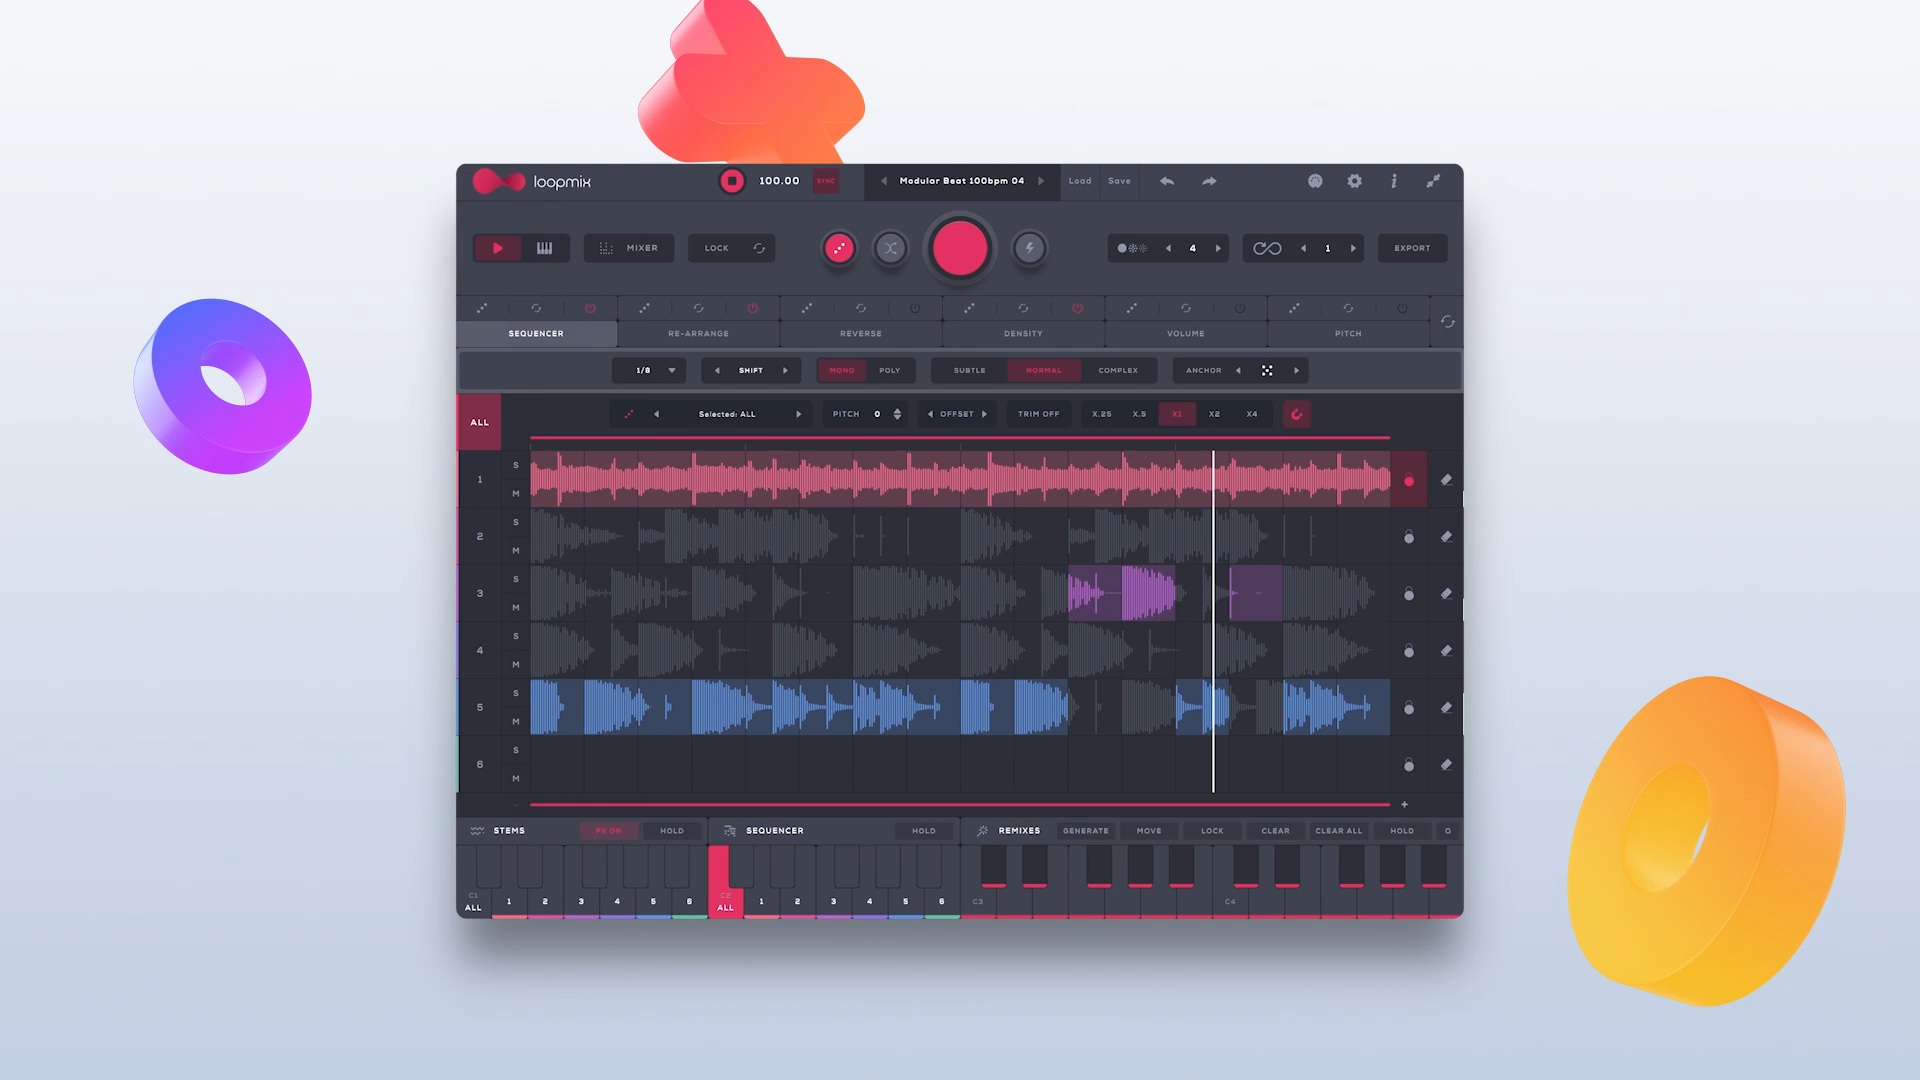 loopmix 100.00 SYNC Modular Beat 100bpm 04 Load Save
MIXER LOCK 4 1 EXPORT
SEQUENCER RE-ARRANGE REVERSE DENSITY VOLUME PITCH
1/8 SHIFT MONO POLY SUBTLE NORMAL COMPLEX ANCHOR
ALL Selected: ALL PITCH 0 OFFSET TRIM OFF X.25 X.5 X1 X2 X4
S
1
M
S
2
M
S
3
M
S
4
M
S
5
M
S
6
M
STEMS FX ON HOLD SEQUENCER HOLD REMIXES GENERATE MOVE LOCK CLEAR CLEAR ALL HOLD Q
C1 1 2 3 4 5 6 C2 1 2 3 4 5 6 C3 C4
ALL ALL